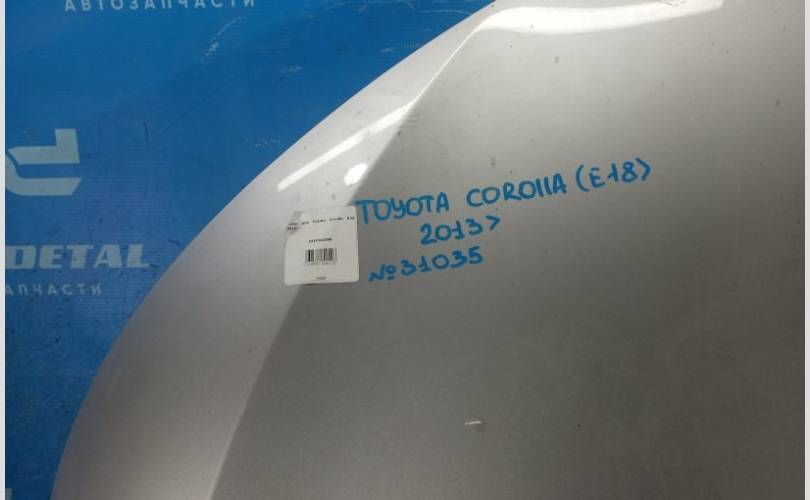 АВТОЗАПЧАСТИ
TOYOTA COROLLA (E18>
2013>
№31035
DETAL
АПЧАСТИ